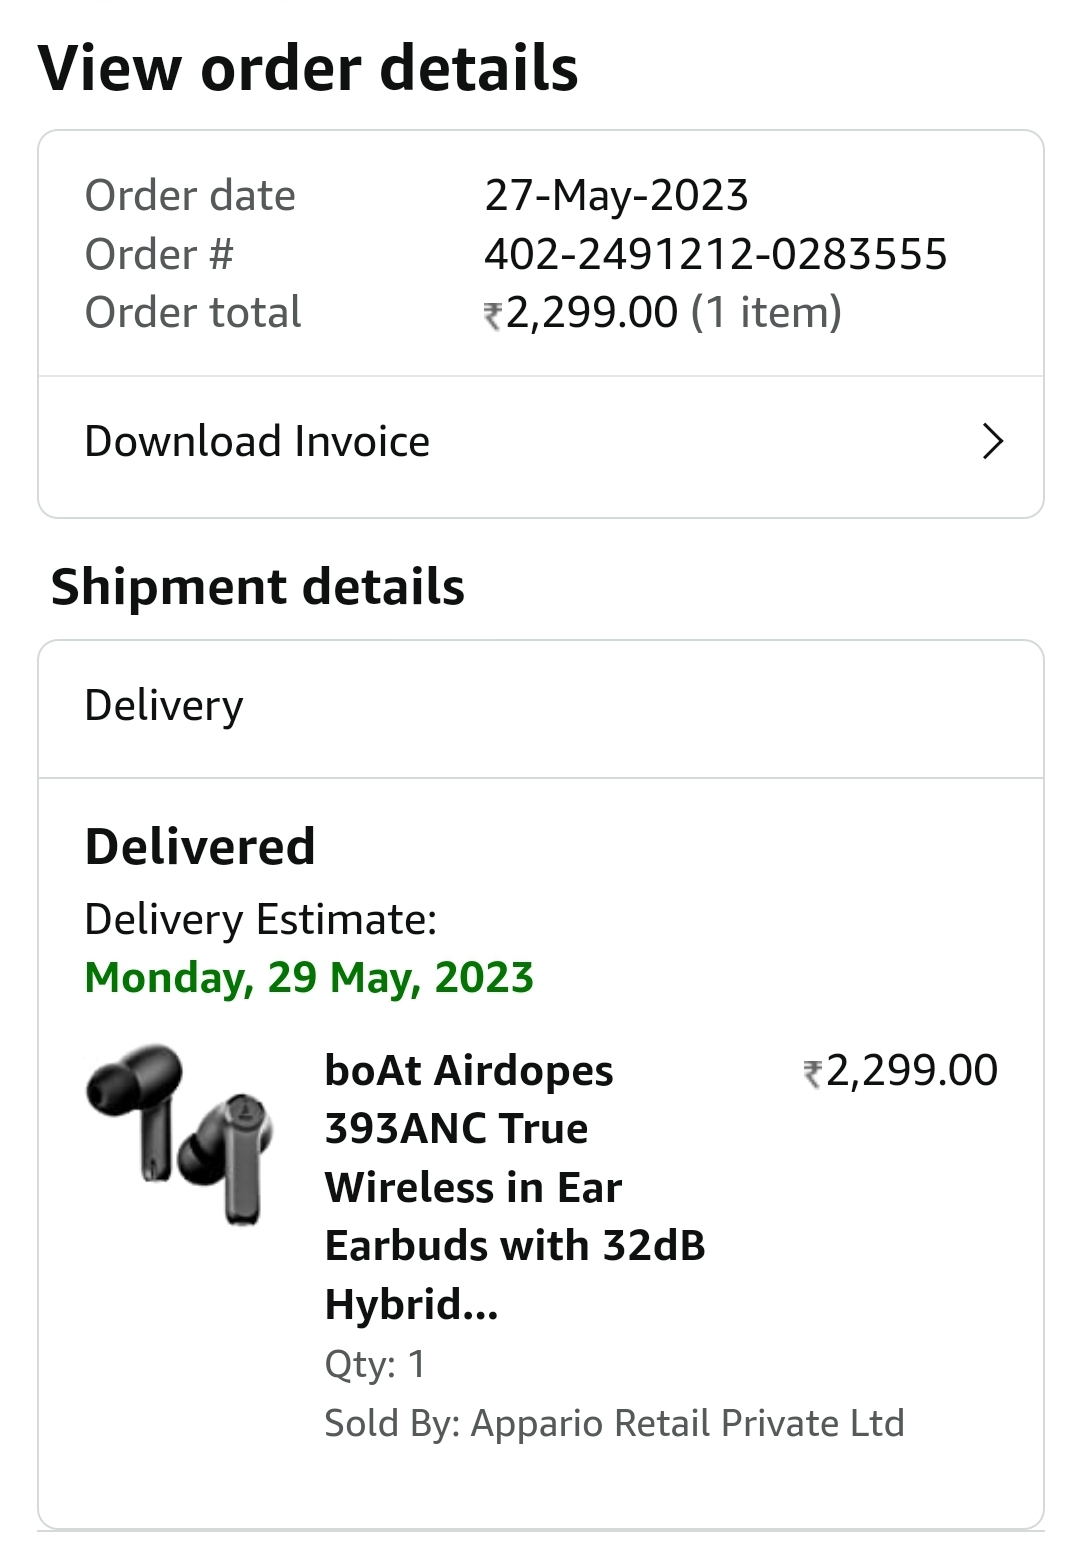 View order details
Order date 27-May-2023
Order # 402-2491212-0283555
Order total ₹2,299.00 (1 item)
Download Invoice
Shipment details
Delivery
Delivered
Delivery Estimate:
Monday, 29 May, 2023
boAt Airdopes ₹2,299.00
393ANC True
Wireless in Ear
Earbuds with 32dB
Hybrid...
Qty: 1
Sold By: Appario Retail Private Ltd